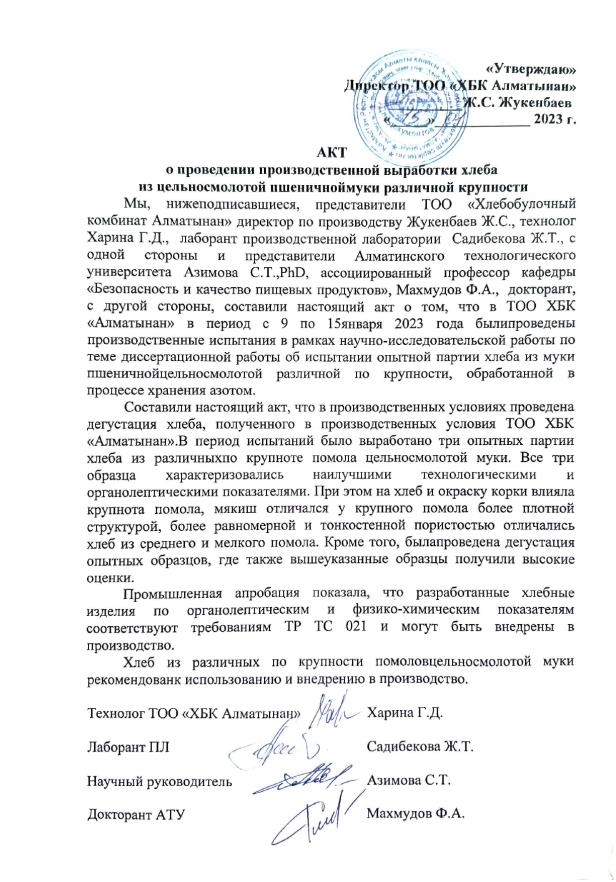 «Утверждаю»
Директор ТОО «ХБК Алматынан»
Ж.С. Жукенбаев
«15» 2023 г.
АКТ
о проведении производственной выработки хлеба
из цельносмолотой пшеничноймуки различной крупности
Мы, нижеподписавшиеся, представители ТОО «Хлебобулочный
комбинат Алматынан» директор по производству Жукенбаев Ж.С., технолог
Харина Г.Д., лаборант производственной лаборатории Садибекова Ж.Т., с
одной стороны и представители Алматинского технологического
университета Азимова С.Т.,PhD, ассоциированный профессор кафедры
«Безопасность и качество пищевых продуктов», Махмудов Ф.А., докторант,
с другой стороны, составили настоящий акт о том, что в ТОО ХБК
«Алматынан» в период с 9 по 15января 2023 года былипроведены
производственные испытания в рамках научно-исследовательской работы по
теме диссертационной работы об испытании опытной партии хлеба из муки
пшеничнойцельносмолотой различной по крупности, обработанной в
процессе хранения азотом.
Составили настоящий акт, что в производственных условиях проведена
дегустация хлеба, полученного в производственных условия ТОО ХБК
«Алматынан».В период испытаний было выработано три опытных партии
хлеба из различныхпо крупноте помола цельносмолотой муки. Все три
образца характеризовались наилучшими технологическими и
органолептическими показателями. При этом на хлеб и окраску корки влияла
крупнота помола, мякиш отличался у крупного помола более плотной
структурой, более равномерной и тонкостенной пористостью отличались
хлеб из среднего и мелкого помола. Кроме того, былапроведена дегустация
опытных образцов, где также вышеуказанные образцы получили высокие
оценки.
Промышленная апробация показала, что разработанные хлебные
изделия по органолептическим и физико-химическим показателям
соответствуют требованиям ТР ТС 021 и могут быть внедрены в
производство.
Хлеб из различных по крупности помоловцельносмолотой муки
рекомендованк использованию и внедрению в производство.
Технолог ТОО «ХБК Алматынан» Харина Г.Д.
Лаборант ПЛ Садибекова Ж.Т.
Научный руководитель Азимова С.Т.
Докторант АТУ Махмудов Ф.А.